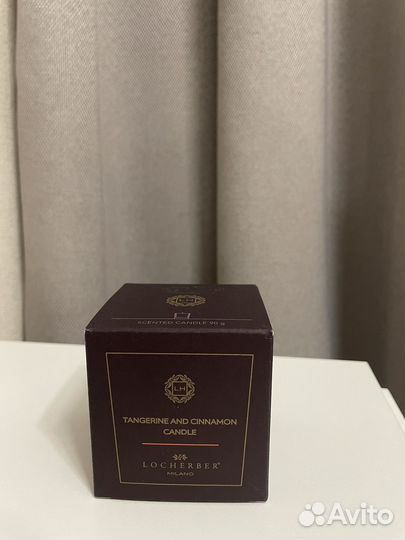 SCENTED CANDLE 90 g
LH
TANGERINE AND CINNAMON
CANDLE
LOCHERBER®
MILANO
Avito